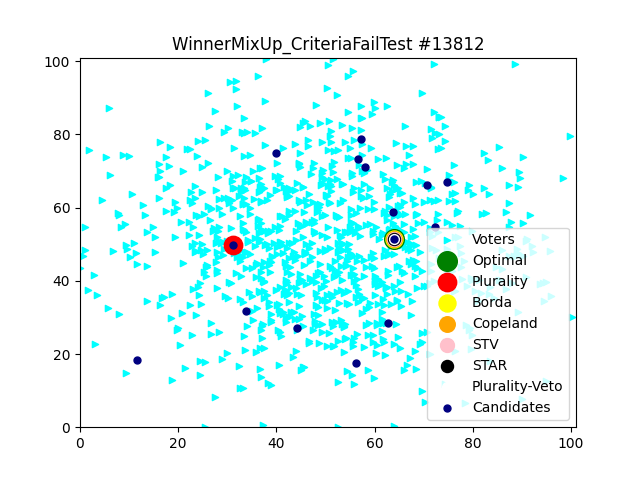 WinnerMixUp_CriteriaFailTest #13812
100
80
60
40
20
0
0
20
40
60
80
100
Voters
Optimal
Plurality
Borda
Copeland
STV
STAR
Plurality-Veto
Candidates